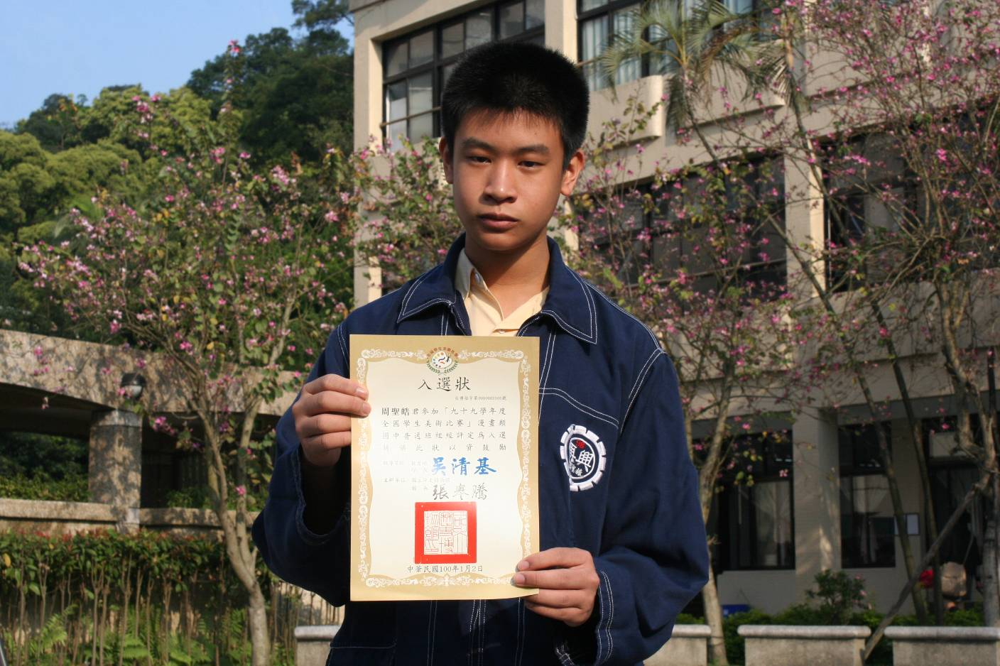 入選狀
周聖皓君參加「九十九學年度
全國學生美術比賽」漫畫類
國中普通班組經評定為入選
特頒此狀以資鼓勵
吳清基
張譽騰
中華民國100年1月2日